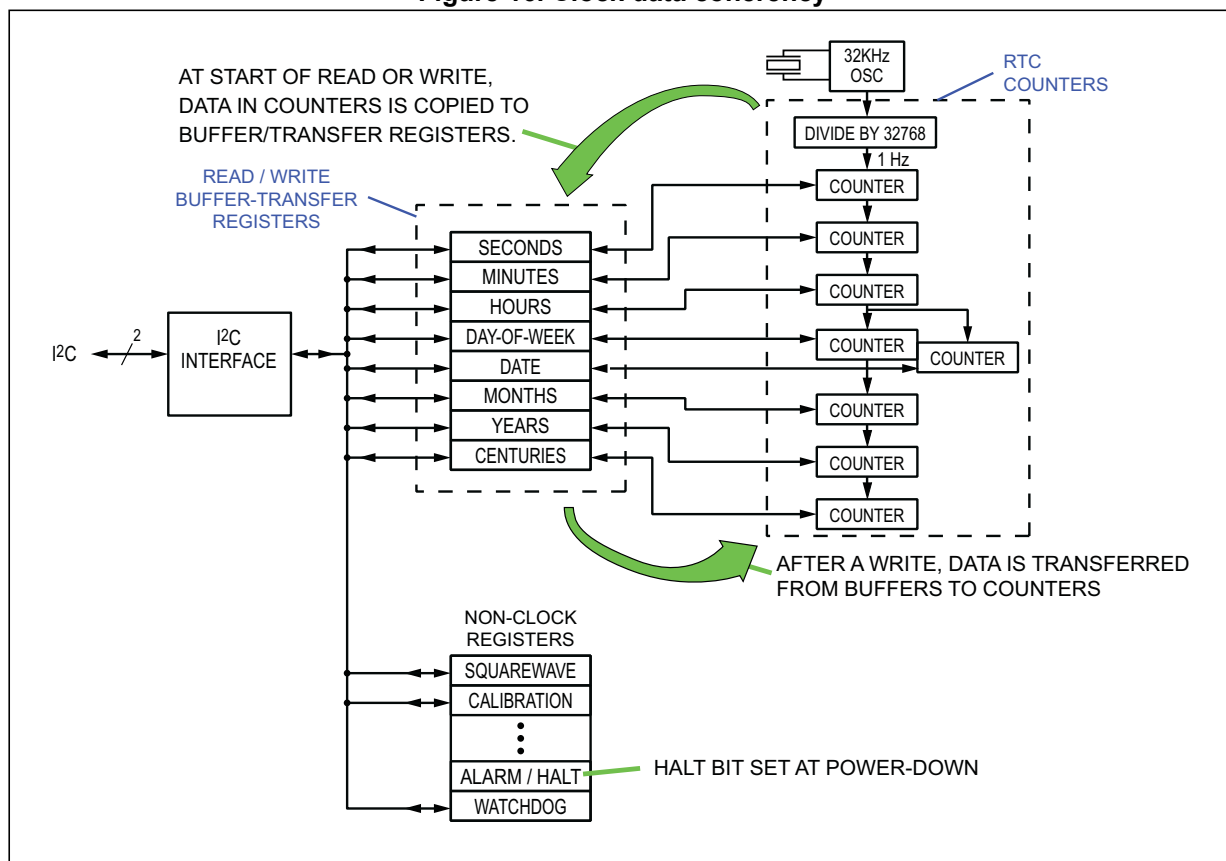 Figure 16. Clock data coherency
32KHz
OSC
RTC
COUNTERS
AT START OF READ OR WRITE,
DATA IN COUNTERS IS COPIED TO
BUFFER/TRANSFER REGISTERS.
DIVIDE BY 32768
1 Hz
READ / WRITE
BUFFER-TRANSFER
REGISTERS
COUNTER
SECONDS
COUNTER
MINUTES
HOURS
COUNTER
DAY-OF-WEEK
COUNTER
COUNTER
DATE
MONTHS
COUNTER
YEARS
COUNTER
CENTURIES
COUNTER
I²C
2
I²C
INTERFACE
AFTER A WRITE, DATA IS TRANSFERRED
FROM BUFFERS TO COUNTERS
NON-CLOCK
REGISTERS
SQUAREWAVE
CALIBRATION
ALARM / HALT
HALT BIT SET AT POWER-DOWN
WATCHDOG